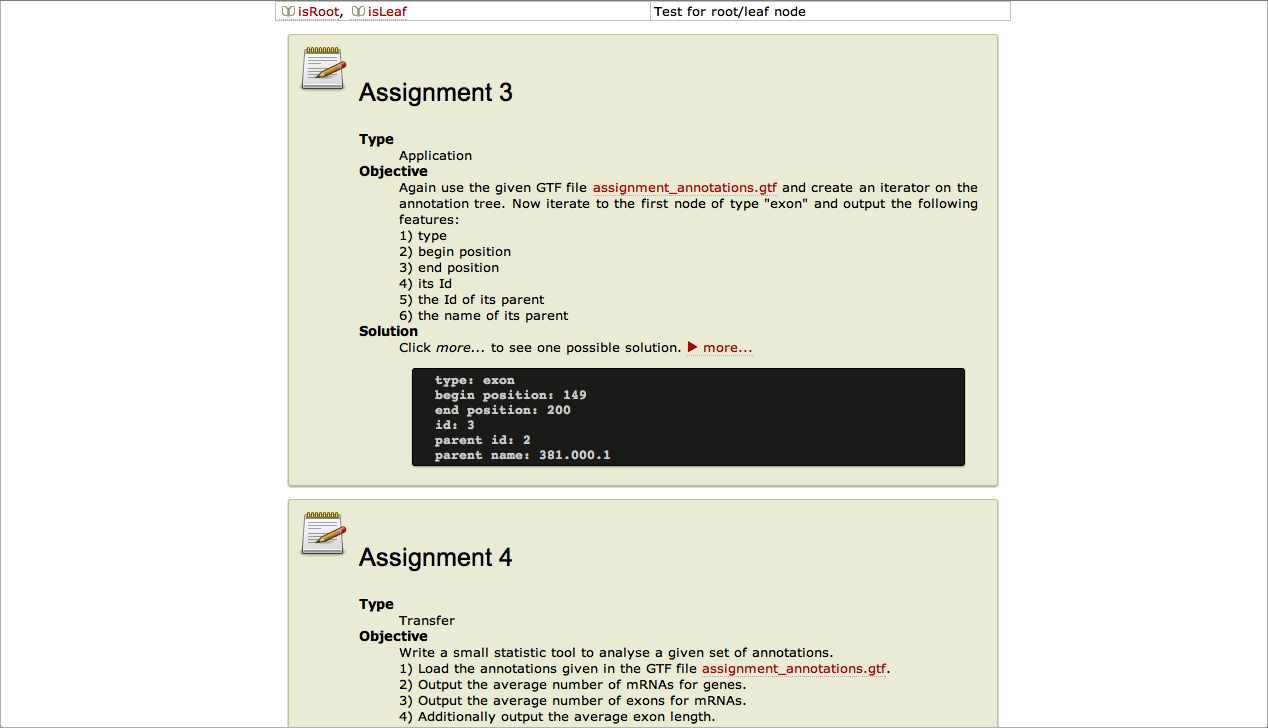 isRoot, isLeaf Test for root/leaf node
Assignment 3
Type
Application
Objective
Again use the given GTF file assignment_annotations.gtf and create an iterator on the
annotation tree. Now iterate to the first node of type "exon" and output the following
features:
1) type
2) begin position
3) end position
4) its Id
5) the Id of its parent
6) the name of its parent
Solution
Click more... to see one possible solution. ▶ more...
type: exon
begin position: 149
end position: 200
id: 3
parent id: 2
parent name: 381.000.1
Assignment 4
Type
Transfer
Objective
Write a small statistic tool to analyse a given set of annotations.
1) Load the annotations given in the GTF file assignment_annotations.gtf.
2) Output the average number of mRNAs for genes.
3) Output the average number of exons for mRNAs.
4) Additionally output the average exon length.